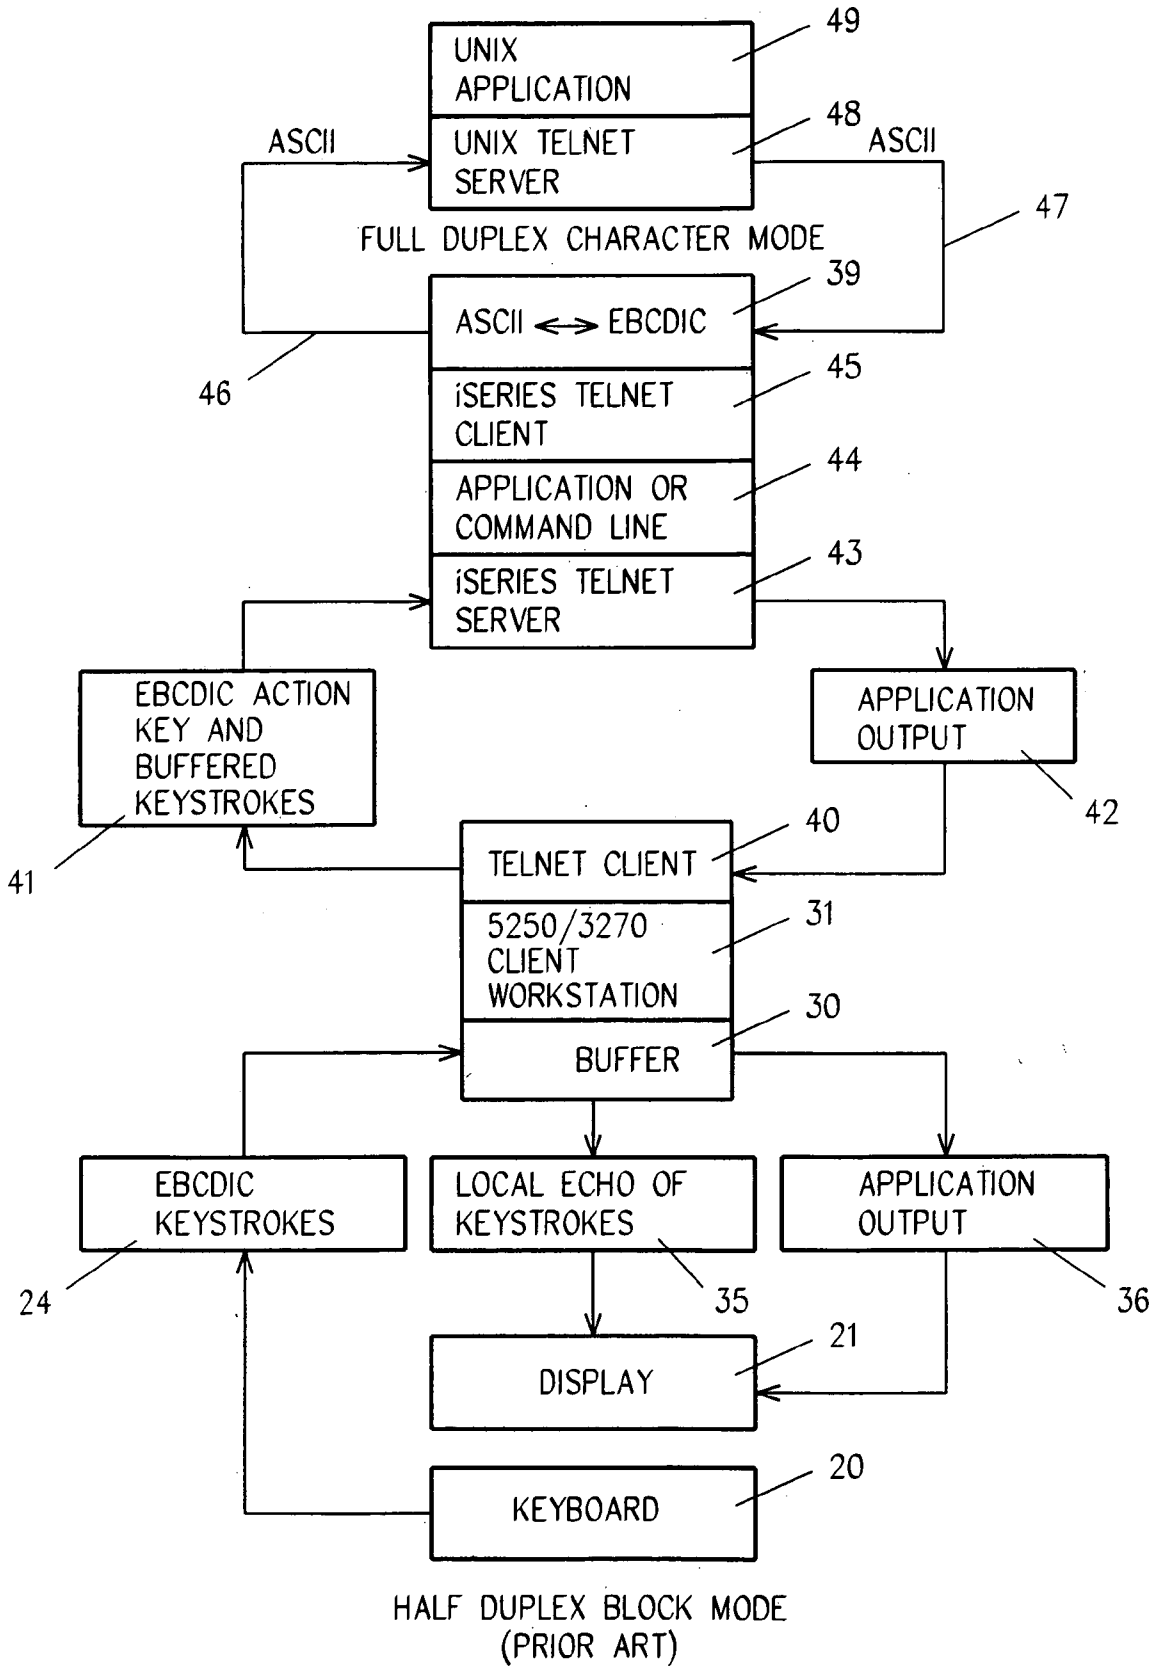 49
UNIX
APPLICATION
48
ASCII
UNIX TELNET
SERVER
ASCII
47
FULL DUPLEX CHARACTER MODE
39
ASCII ↔ EBCDIC
46
45
iSERIES TELNET
CLIENT
44
APPLICATION OR
COMMAND LINE
43
iSERIES TELNET
SERVER
EBCDIC ACTION
KEY AND
BUFFERED
KEYSTROKES
APPLICATION
OUTPUT
42
41
40
TELNET CLIENT
31
5250/3270
CLIENT
WORKSTATION
30
BUFFER
EBCDIC
KEYSTROKES
LOCAL ECHO OF
KEYSTROKES
APPLICATION
OUTPUT
24
35
36
21
DISPLAY
20
KEYBOARD
HALF DUPLEX BLOCK MODE
(PRIOR ART)